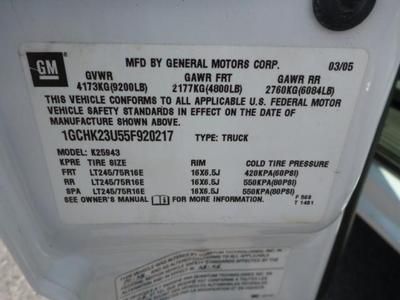 GM
MFD BY GENERAL MOTORS CORP. 03/05
GVWR GAWR FRT GAWR RR
4173KG(9200LB) 2177KG(4800LB) 2760KG(6084LB)
THIS VEHICLE CONFORMS TO ALL APPLICABLE U.S. FEDERAL MOTOR
VEHICLE SAFETY STANDARDS IN EFFECT ON THE DATE OF
MANUFACTURE SHOWN ABOVE.
1GCHK23U55F920217 TYPE: TRUCK
MODEL: K25943
KPRE TIRE SIZE RIM COLD TIRE PRESSURE
FRT LT245/75R16E 16X6.5J 420KPA(60PSI)
RR LT245/75R16E 16X6.5J 550KPA(80PSI)
SPA LT245/75R16E 16X6.5J 550KPA(80PSI)
SEE OWNER'S MANUAL FOR MORE INFORMATION. F 569
T 1481